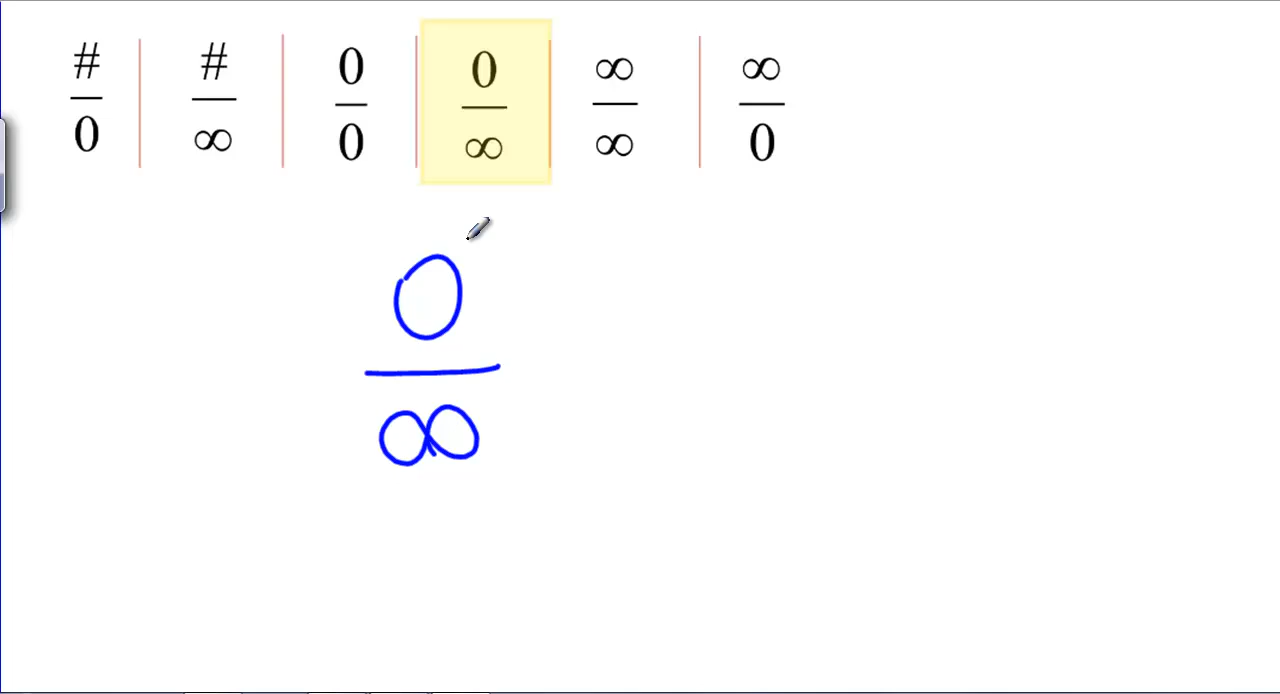 # # 0 0 ∞ ∞
0 ∞ 0 ∞ ∞ 0
0
∞